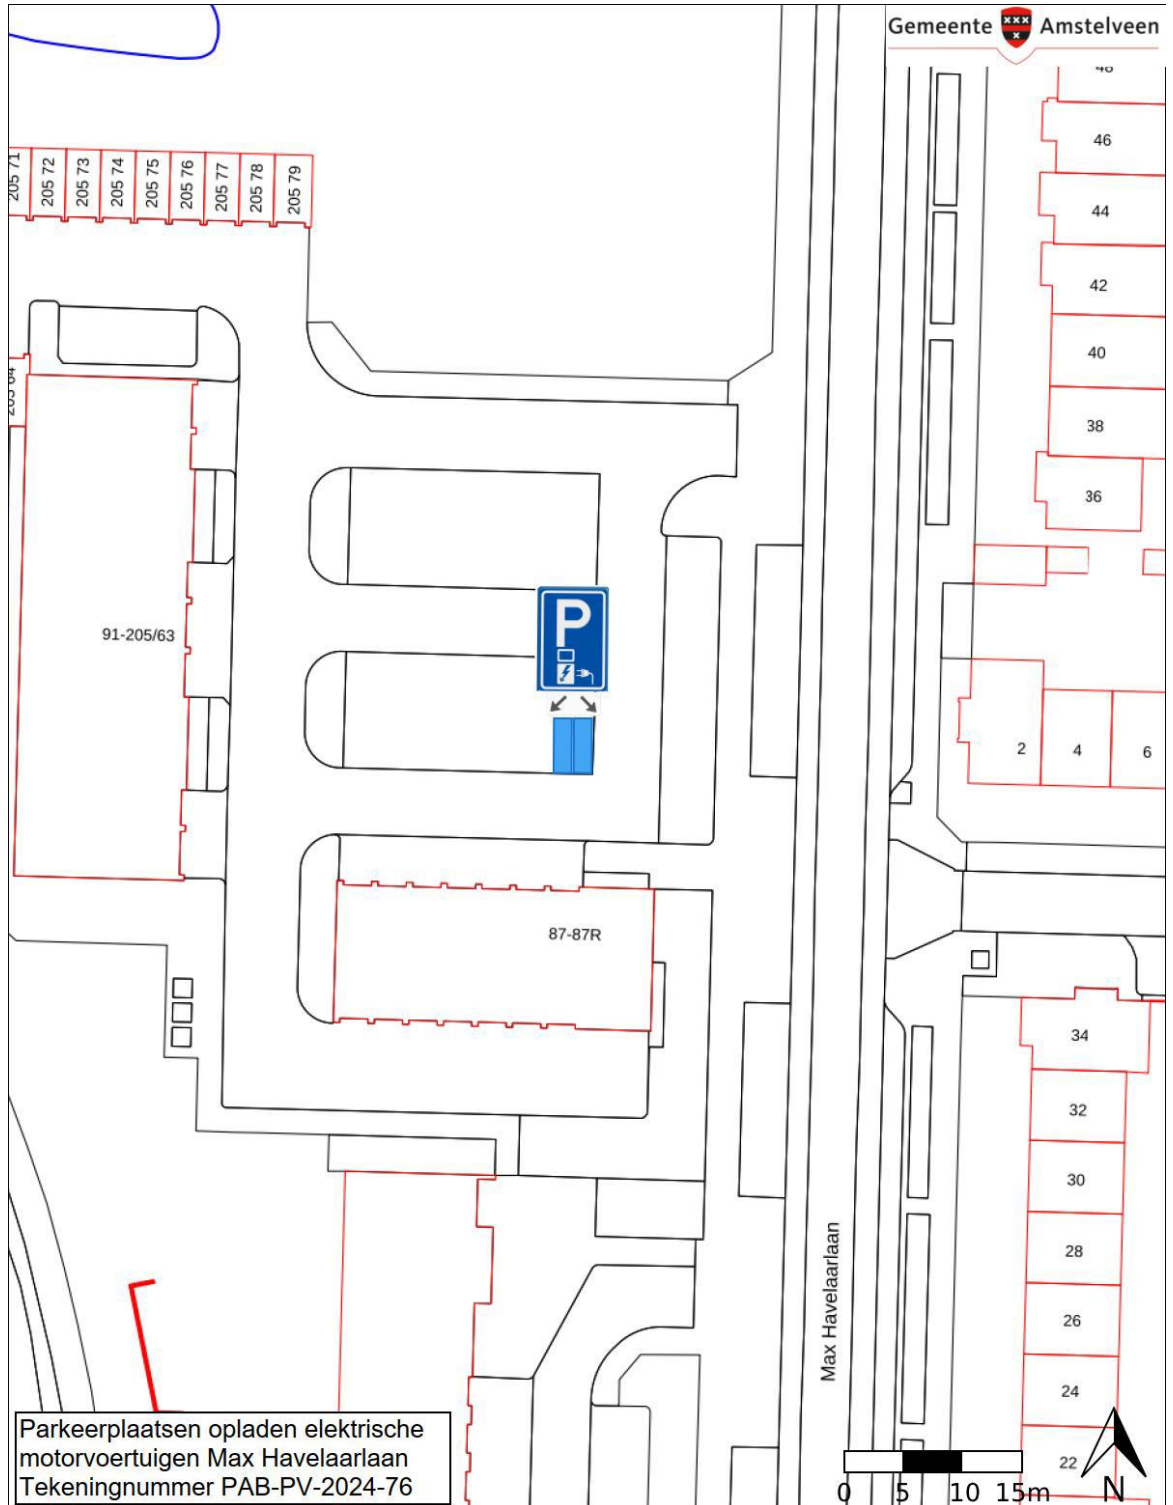 Gemeente Amstelveen
46
44
42
40
38
36
205 71
205 72
205 73
205 74
205 75
205 76
205 77
205 78
205 79
91-205/63
P
2
4
6
87-87R
34
32
30
28
26
24
22
Max Havelaarlaan
Parkeerplaatsen opladen elektrische
motorvoertuigen Max Havelaarlaan
Tekeningnummer PAB-PV-2024-76
0 5 10 15m
N